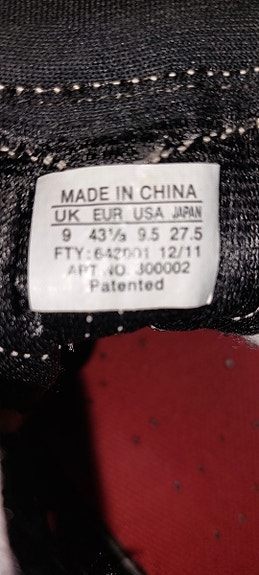 MADE IN CHINA
UK EUR USA JAPAN
9 43⅓ 9.5 27.5
FTY: 642001 12/11
ART. NO. 300002
Patented